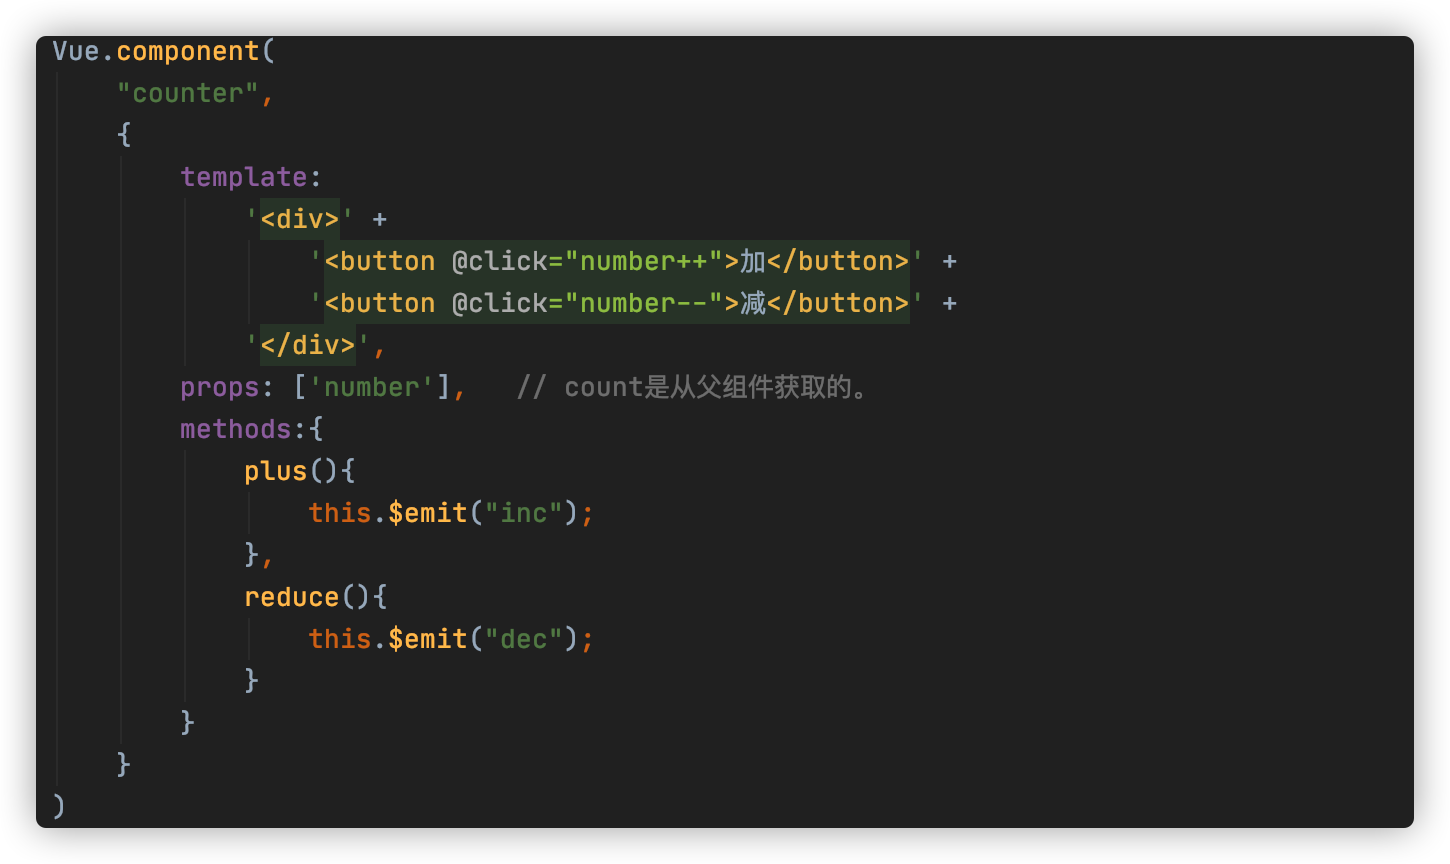 Vue.component(
    "counter",
    {
        template:
            '<div>' +
                '<button @click="number++">加</button>' +
                '<button @click="number--">减</button>' +
            '</div>',
        props: ['number'],   // count是从父组件获取的。
        methods:{
            plus(){
                this.$emit("inc");
            },
            reduce(){
                this.$emit("dec");
            }
        }
    }
)